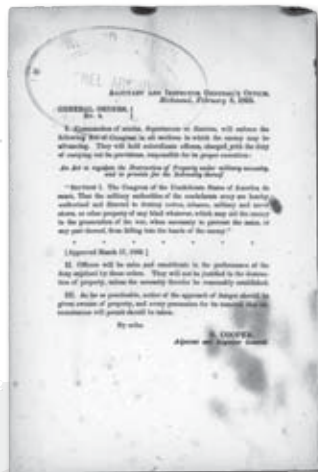 ADJUTANT AND INSPECTOR GENERAL'S OFFICE,
Richmond, February 3, 1865.
GENERAL ORDERS,
No. 4.
I. Commanders of armies, departments or districts, will enforce the
following Act of Congress in all sections in which the enemy may be
advancing. They will hold subordinate officers, charged with the duty
of carrying out its provisions, responsible for its proper execution:
An Act to regulate the Destruction of Property under military necessity,
and to provide for the Indemnity thereof
"SECTION 1. The Congress of the Confederate States of America do
enact, That the military authorities of the confederate army are hereby
authorized and directed to destroy cotton, tobacco, military and naval
stores, or other property of any kind whatever, which may aid the enemy
in the prosecution of the war, when necessary to prevent the same, or
any part thereof, from falling into the hands of the enemy."
* * * * * *
[Approved March 17, 1862.]
II. Officers will be calm and considerate in the performance of the
duty enjoined by these orders. They will not be justified in the destruc-
tion of property, unless the necessity therefor be reasonably established.
III. As far as practicable, notice of the approach of danger should be
given owners of property, and every precaution for its removal that cir-
cumstances will permit should be taken.
By order.
S. COOPER,
Adjutant and Inspector General